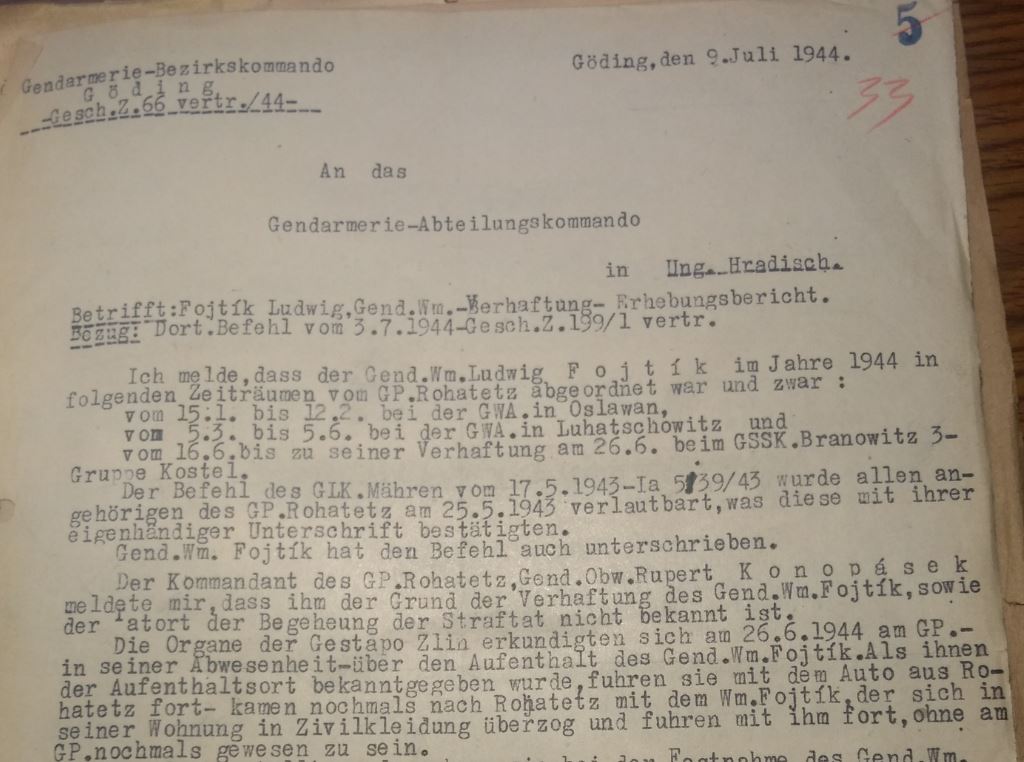 5
Gendarmerie-Bezirkskommando
Göding, den 9.Juli 1944.
G ö d i n g
-Gesch.Z.66 vertr./44-
33
An das
Gendarmerie-Abteilungskommando
in Ung. Hradisch.
Betrifft:Fojtík Ludwig,Gend.Wm.-Verhaftung- Erhebungsbericht.
Bezug: Dort.Befehl vom 3.7.1944-Gesch.Z.199/1 vertr.
Ich melde,dass der Gend.Wm.Ludwig F o j t í k im Jahre 1944 in
folgenden Zeiträumen vom GP.Rohatetz abgeordnet war und zwar :
vom 15.1. bis 12.2. bei der GWA.in Oslawan,
vom 5.3. bis 5.6. bei der GWA.in Luhatschowitz und
vom 16.6.bis zu seiner Verhaftung am 26.6. beim GSSK.Branowitz 3-
Gruppe Kostel.
Der Befehl des GLK.Mähren vom 17.5.1943-Ia 5139/43 wurde allen an-
gehörigen des GP.Rohatetz am 25.5.1943 verlautbart,was diese mit ihrer
eigenhändiger Unterschrift bestätigten.
Gend.Wm. Fojtík hat den Befehl auch unterschrieben.
Der Kommandant des GP.Rohatetz,Gend.Obw.Rupert K o n o p á s e k
meldete mir,dass ihm der Grund der Verhaftung des Gend.Wm.Fojtík,sowie
der atort der Begeheung der Straftat nicht bekannt ist.
Die Organe der Gestapo Zlin erkundigten sich am 26.6.1944 am GP.-
in seiner Abwesenheit-über den Aufenthalt des Gend.Wm.Fojtík.Als ihnen
der Aufenthaltsort bekanntgegeben wurde,fuhren sie mit dem Auto aus Ro-
hatetz fort- kamen nochmals nach Rohatetz mit dem Wm.Fojtík,der sich in
seiner Wohnung in Zivilkleidung überzog und fuhren mit ihm fort,ohne am
GP.nochmals gewesen zu sein.
bei der Festnahme des Gend.Wm.